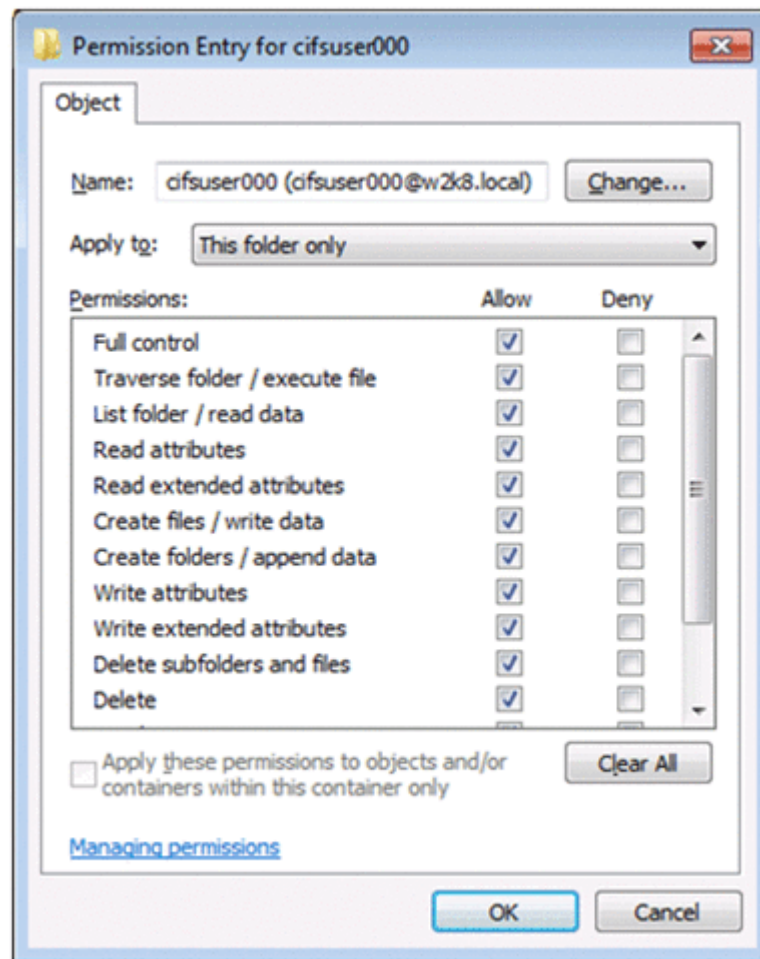 Permission Entry for cifsuser000
Object
Name: cifsuser000 (cifsuser000@w2k8.local) Change...
Apply to: This folder only
Permissions: Allow Deny
Full control
Traverse folder / execute file
List folder / read data
Read attributes
Read extended attributes
Create files / write data
Create folders / append data
Write attributes
Write extended attributes
Delete subfolders and files
Delete
Apply these permissions to objects and/or
containers within this container only
Clear All
Managing permissions
OK Cancel